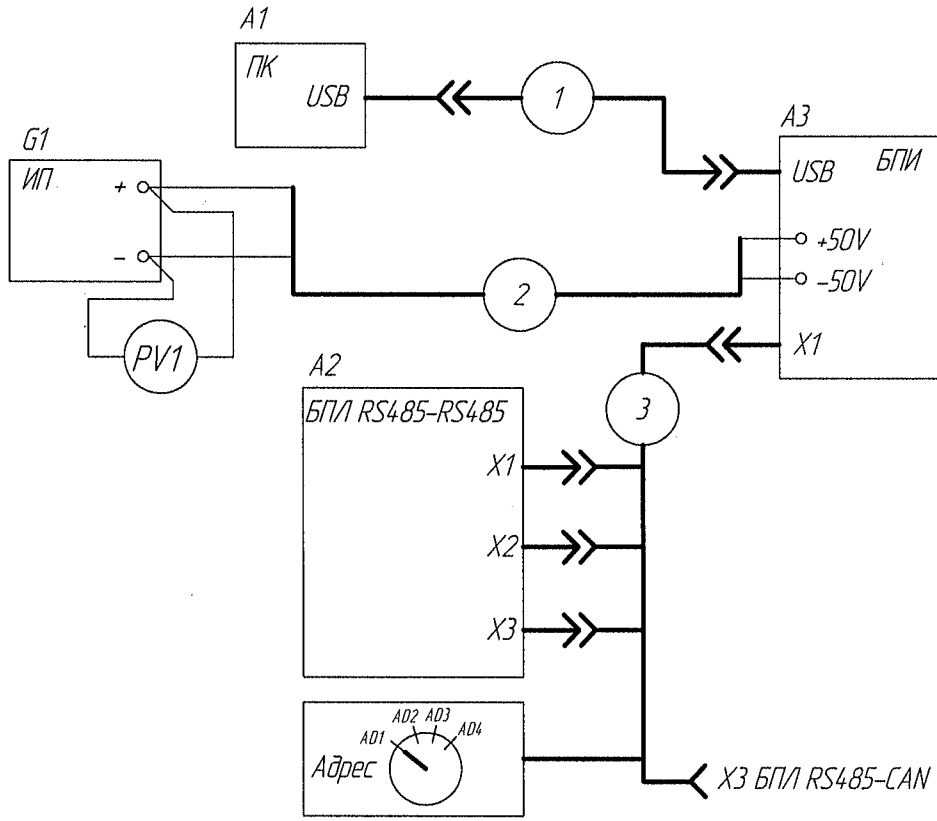 A1
ПК
USB
1
G1
ИП
+
–
PV1
2
A3
БПИ
USB
+50V
–50V
X1
3
A2
БПЛ RS485–RS485
X1
X2
X3
AD1
AD2
AD3
AD4
Адрес
X3 БПЛ RS485–CAN